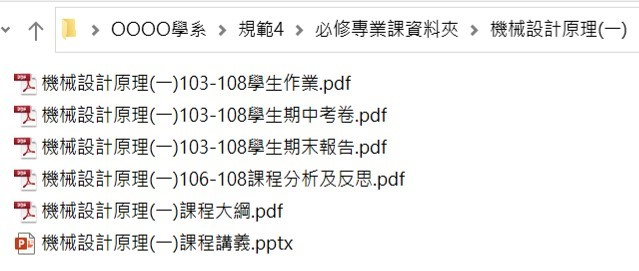 OOOO學系 > 規範4 > 必修專業課資料夾 > 機械設計原理(一)
機械設計原理(一)103-108學生作業.pdf
機械設計原理(一)103-108學生期中考卷.pdf
機械設計原理(一)103-108學生期末報告.pdf
機械設計原理(一)106-108課程分析及反思.pdf
機械設計原理(一)課程大綱.pdf
機械設計原理(一)課程講義.pptx